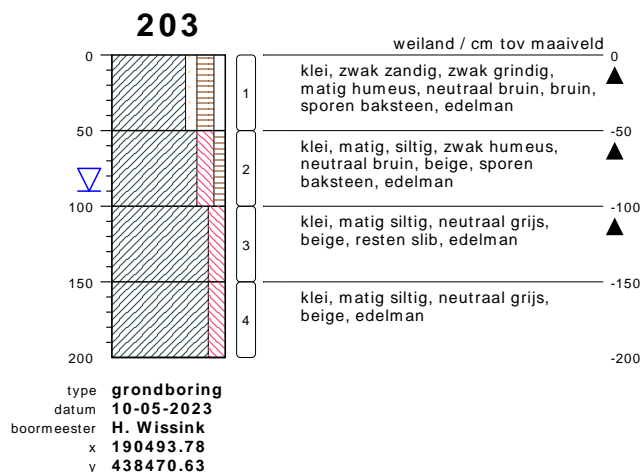 203
weiland / cm tov maaiveld
0
0
klei, zwak zandig, zwak grindig,
matig humeus, neutraal bruin, bruin,
sporen baksteen, edelman
1
50
-50
klei, matig, siltig, zwak humeus,
neutraal bruin, beige, sporen
baksteen, edelman
2
100
-100
klei, matig siltig, neutraal grijs,
beige, resten slib, edelman
3
150
-150
klei, matig siltig, neutraal grijs,
beige, edelman
4
200
-200
type grondboring
datum 10-05-2023
boormeester H. Wissink
x 190493.78
y 438470.63